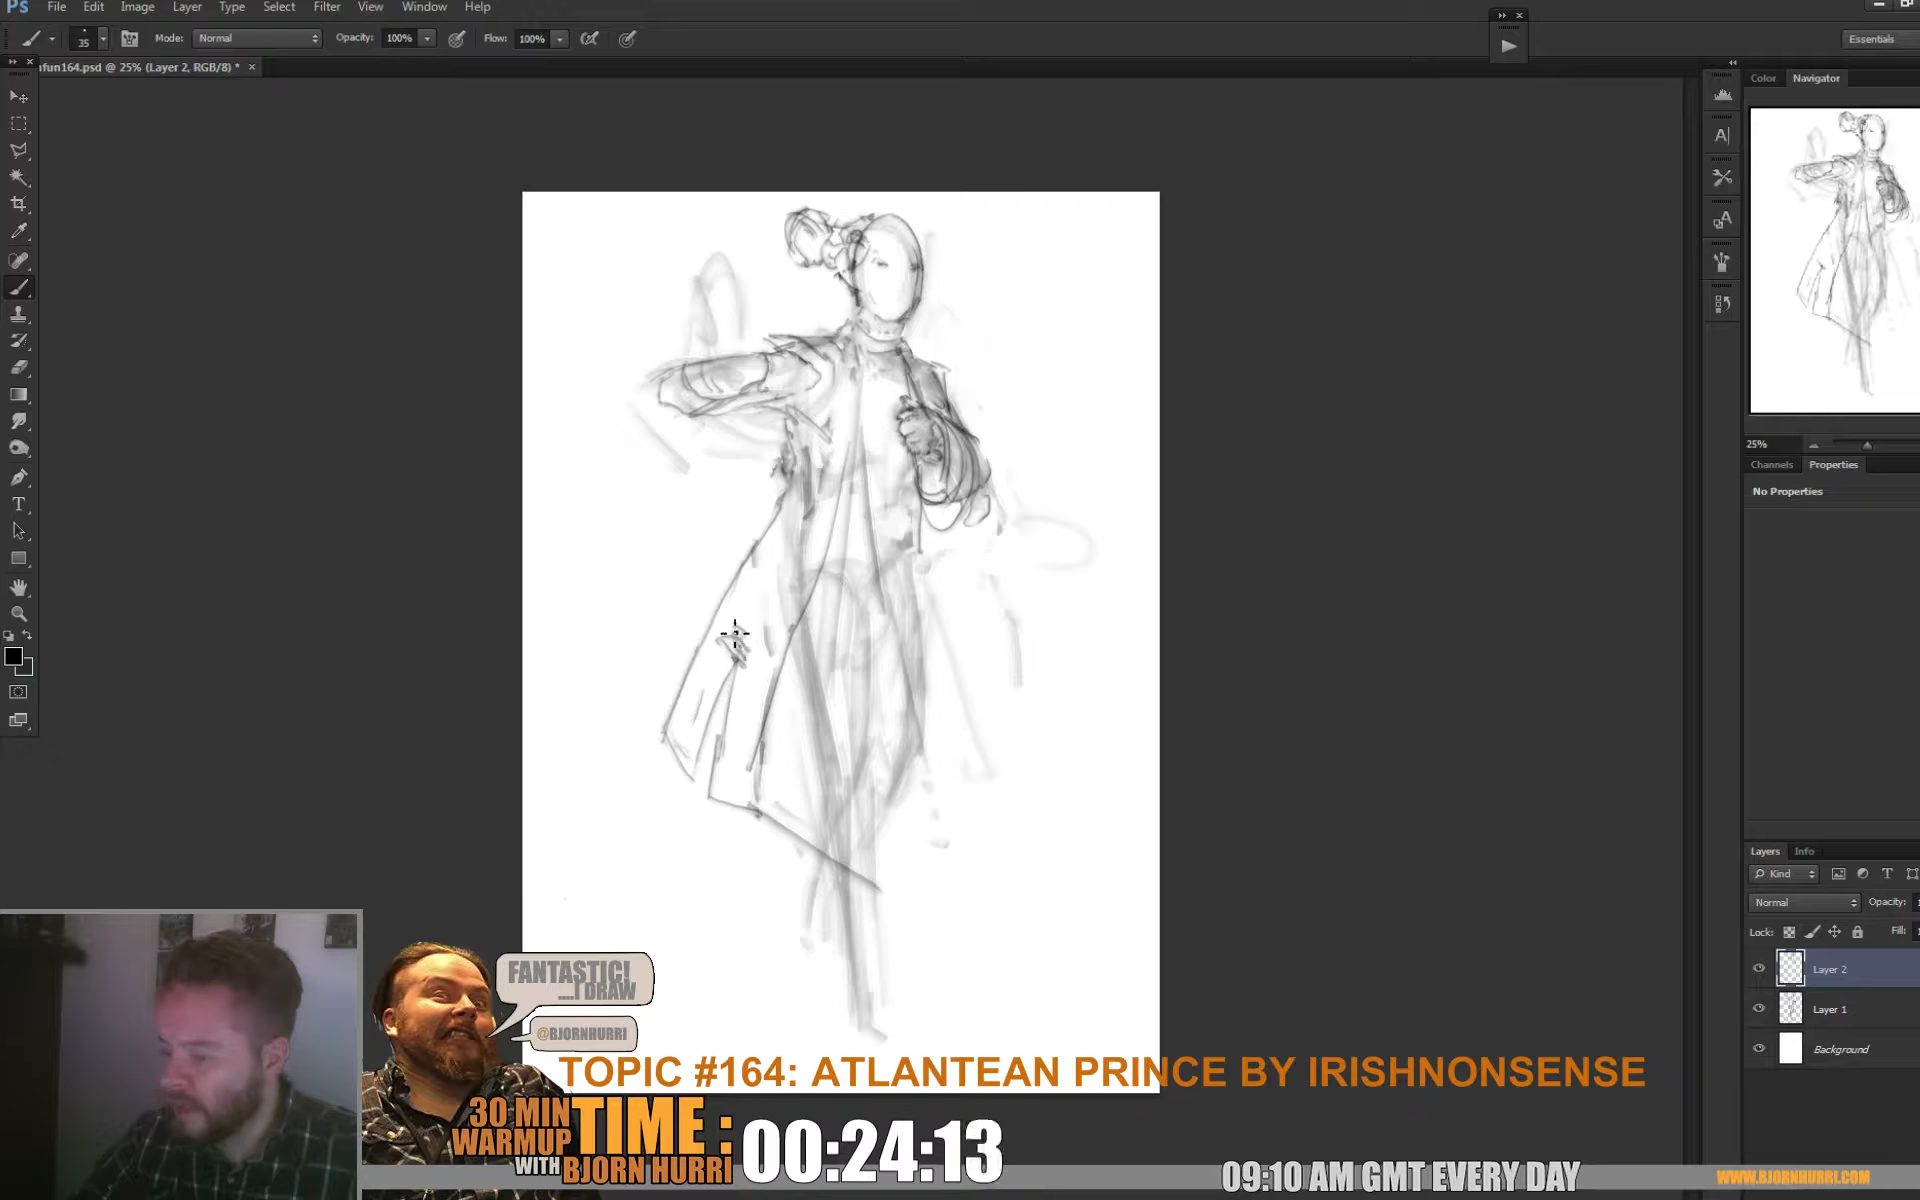 Ps File Edit Image Layer Type Select Filter View Window Help
35 Mode: Normal Opacity: 100% Flow: 100% Essentials
fun164.psd @ 25% (Layer 2, RGB/8) * ×
Color Navigator
25%
Channels Properties
No Properties
Layers Info
Kind
Normal Opacity:
Lock: Fill:
Layer 2
Layer 1
Background
FANTASTIC!
....I DRAW
@BJORNHURRI
TOPIC #164: ATLANTEAN PRINCE BY IRISHNONSENSE
30 MIN
WARMUP
WITH
TIME :
BJORN HURRI
00:24:13
09:10 AM GMT EVERY DAY
WWW.BJORNHURRI.COM